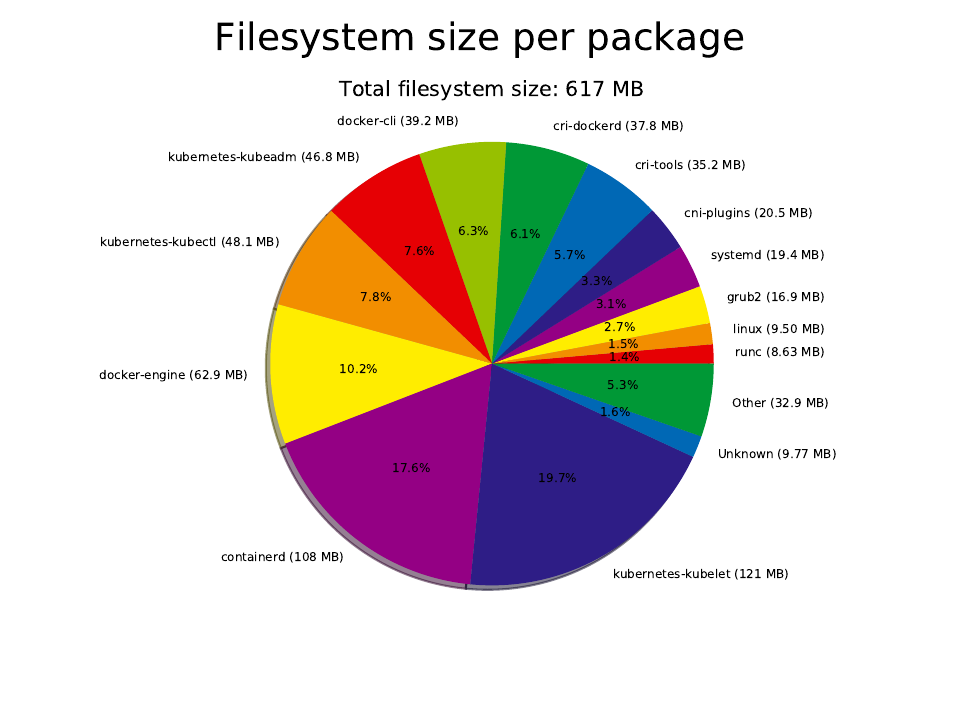 Filesystem size per package
Total filesystem size: 617 MB
docker-cli (39.2 MB)
cri-dockerd (37.8 MB)
kubernetes-kubeadm (46.8 MB)
cri-tools (35.2 MB)
cni-plugins (20.5 MB)
kubernetes-kubectl (48.1 MB)
systemd (19.4 MB)
grub2 (16.9 MB)
linux (9.50 MB)
runc (8.63 MB)
docker-engine (62.9 MB)
Other (32.9 MB)
Unknown (9.77 MB)
containerd (108 MB)
kubernetes-kubelet (121 MB)
6.3%
6.1%
7.6%
5.7%
3.3%
7.8%
3.1%
2.7%
1.5%
1.4%
10.2%
5.3%
1.6%
17.6%
19.7%